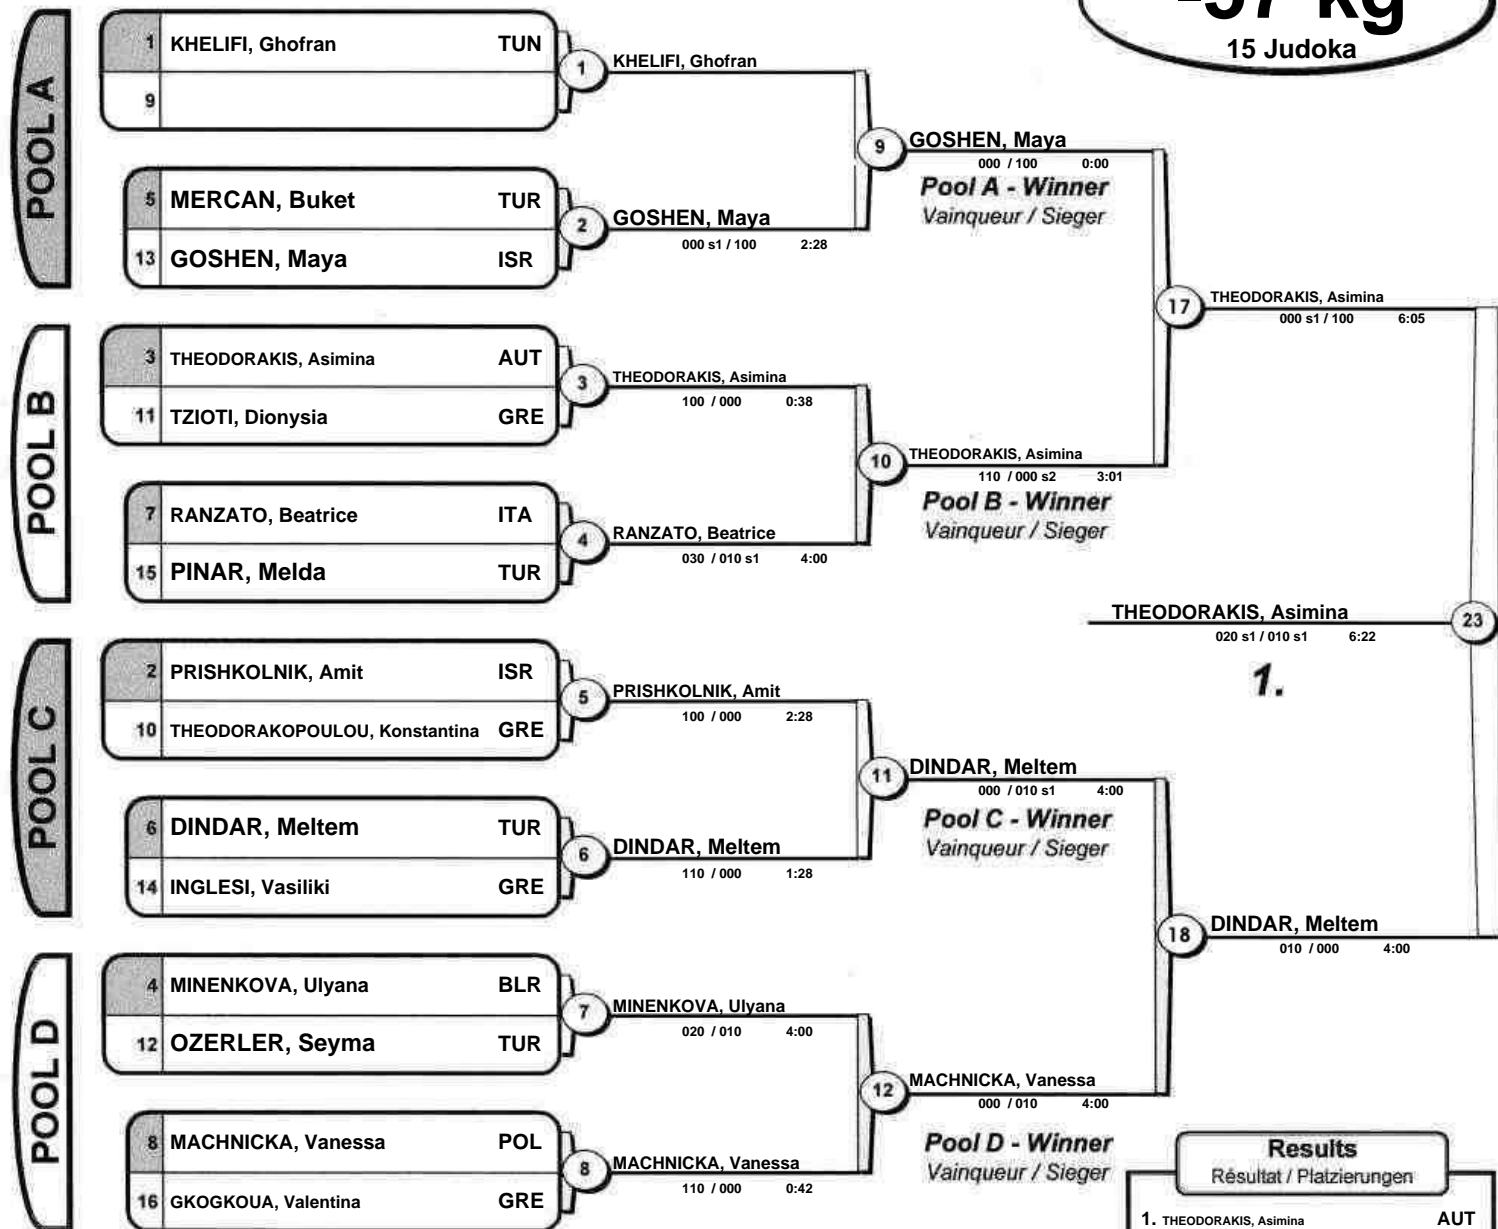 -57 kg
15 Judoka
POOL A
1 KHELIFI, Ghofran TUN
9
1 KHELIFI, Ghofran
5 MERCAN, Buket TUR
13 GOSHEN, Maya ISR
2 GOSHEN, Maya
000 s1 / 100 2:28
9 GOSHEN, Maya
000 / 100 0:00
Pool A - Winner
Vainqueur / Sieger
POOL B
3 THEODORAKIS, Asimina AUT
11 TZIOTI, Dionysia GRE
3 THEODORAKIS, Asimina
100 / 000 0:38
7 RANZATO, Beatrice ITA
15 PINAR, Melda TUR
4 RANZATO, Beatrice
030 / 010 s1 4:00
10 THEODORAKIS, Asimina
110 / 000 s2 3:01
Pool B - Winner
Vainqueur / Sieger
17 THEODORAKIS, Asimina
000 s1 / 100 6:05
THEODORAKIS, Asimina 23
020 s1 / 010 s1 6:22
1.
POOL C
2 PRISHKOLNIK, Amit ISR
10 THEODORAKOPOULOU, Konstantina GRE
5 PRISHKOLNIK, Amit
100 / 000 2:28
6 DINDAR, Meltem TUR
14 INGLESI, Vasiliki GRE
6 DINDAR, Meltem
110 / 000 1:28
11 DINDAR, Meltem
000 / 010 s1 4:00
Pool C - Winner
Vainqueur / Sieger
POOL D
4 MINENKOVA, Ulyana BLR
12 OZERLER, Seyma TUR
7 MINENKOVA, Ulyana
020 / 010 4:00
8 MACHNICKA, Vanessa POL
16 GKOGKOUA, Valentina GRE
8 MACHNICKA, Vanessa
110 / 000 0:42
12 MACHNICKA, Vanessa
000 / 010 4:00
Pool D - Winner
Vainqueur / Sieger
18 DINDAR, Meltem
010 / 000 4:00
Results
Résultat / Platzierungen
1. THEODORAKIS, Asimina AUT